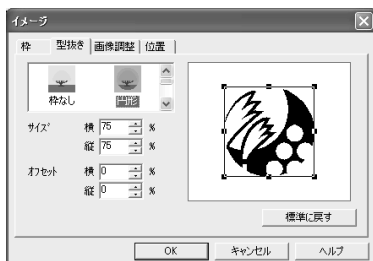 イメージ
枠 型抜き 画像調整 位置
枠なし 円形
サイズ 横 75 %
縦 75 %
オフセット 横 0 %
縦 0 %
標準に戻す
OK キャンセル ヘルプ